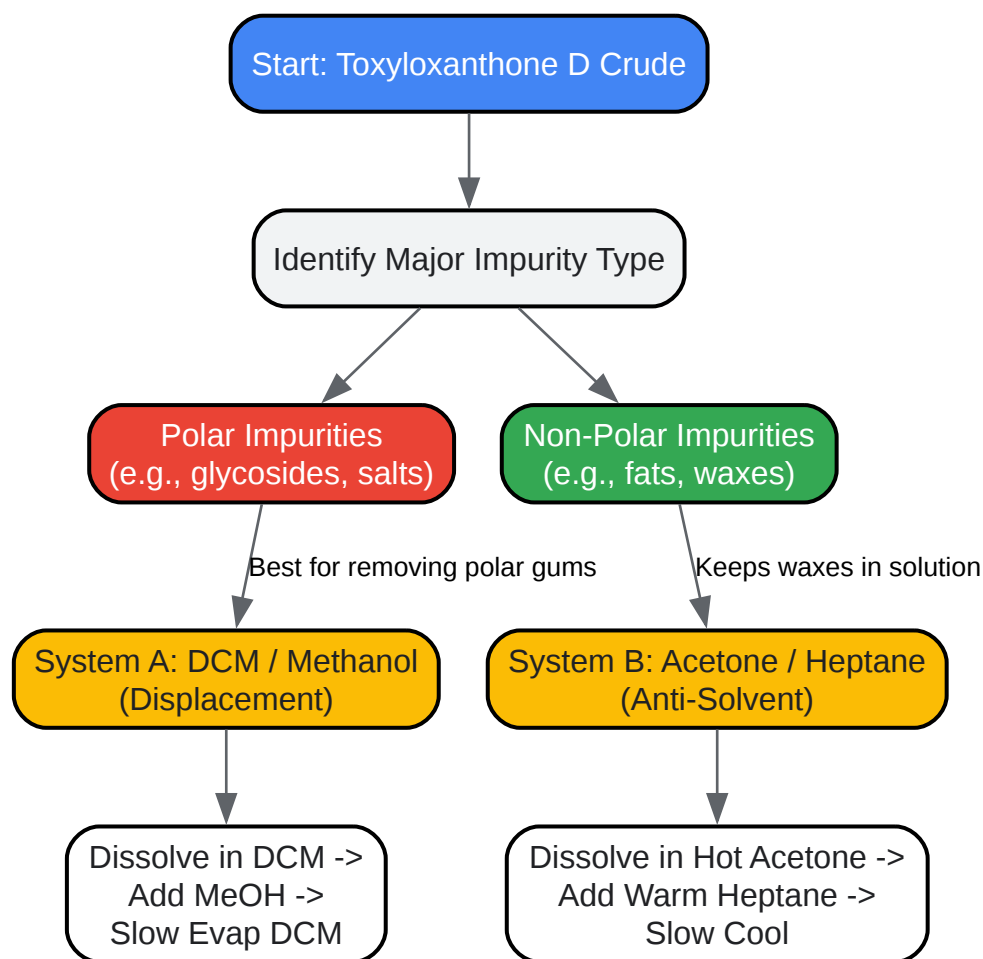 Start: Toxyloxanthone D Crude
Identify Major Impurity Type
Polar Impurities
(e.g., glycosides, salts)
Non-Polar Impurities
(e.g., fats, waxes)
Best for removing polar gums
Keeps waxes in solution
System A: DCM / Methanol
(Displacement)
System B: Acetone / Heptane
(Anti-Solvent)
Dissolve in DCM ->
Add MeOH ->
Slow Evap DCM
Dissolve in Hot Acetone ->
Add Warm Heptane ->
Slow Cool